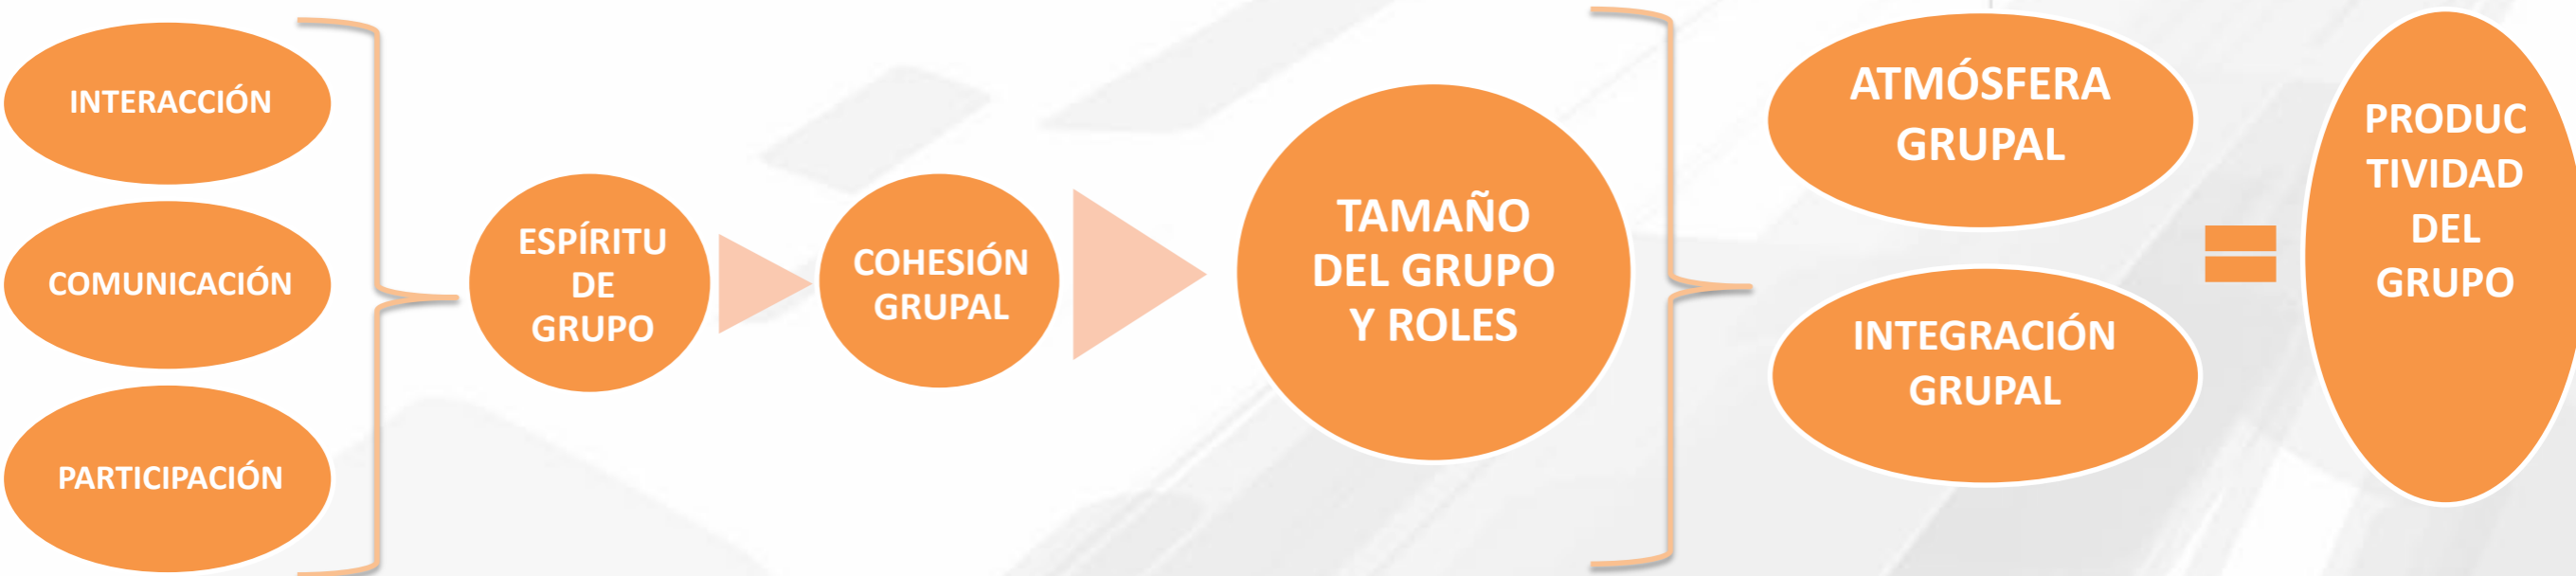 INTERACCIÓN
COMUNICACIÓN
PARTICIPACIÓN
ESPÍRITU
DE
GRUPO
COHESIÓN
GRUPAL
TAMAÑO
DEL GRUPO
Y ROLES
ATMÓSFERA
GRUPAL
INTEGRACIÓN
GRUPAL
PRODUC
TIVIDAD
DEL
GRUPO